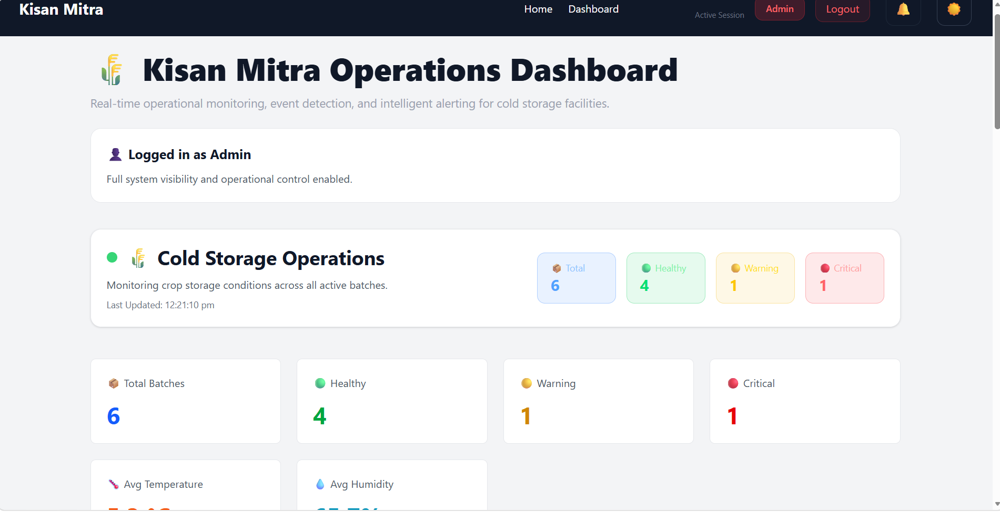 Kisan Mitra
Home Dashboard Active Session Admin Logout
Kisan Mitra Operations Dashboard
Real-time operational monitoring, event detection, and intelligent alerting for cold storage facilities.
Logged in as Admin
Full system visibility and operational control enabled.
Cold Storage Operations
Monitoring crop storage conditions across all active batches.
Last Updated: 12:21:10 pm
Total
6
Healthy
4
Warning
1
Critical
1
Total Batches
6
Healthy
4
Warning
1
Critical
1
Avg Temperature
Avg Humidity